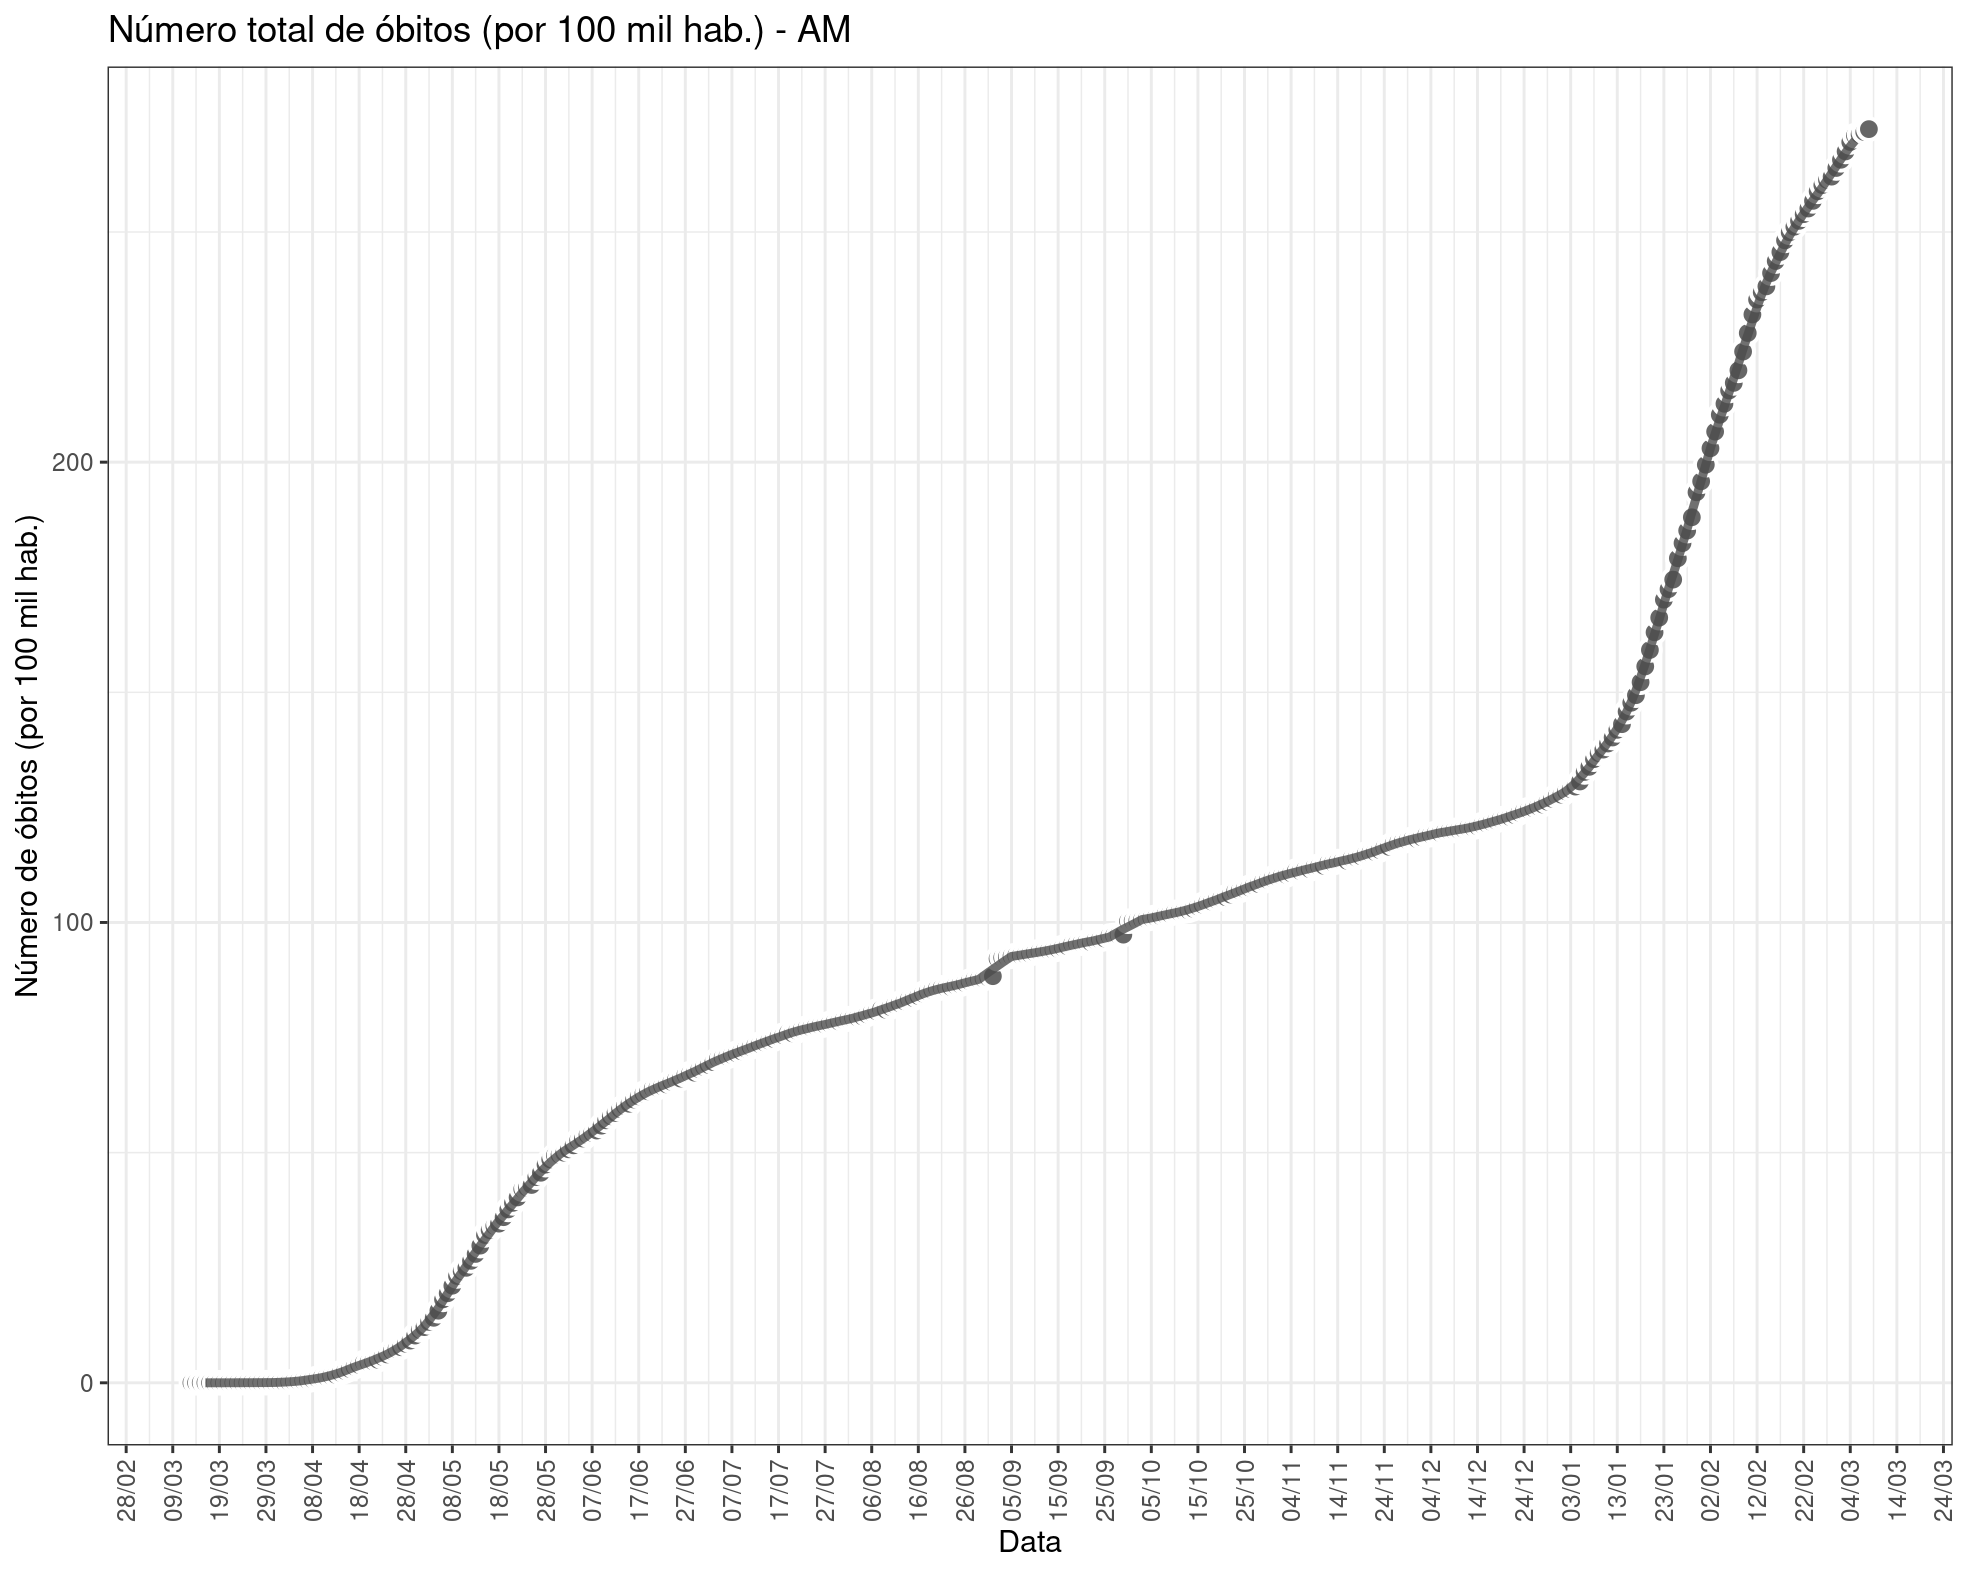 Número total de óbitos (por 100 mil hab.) - AM
Número de óbitos (por 100 mil hab.)
200
100
0
28/02 09/03 19/03 29/03 08/04 18/04 28/04 08/05 18/05 28/05 07/06 17/06 27/06 07/07 17/07 27/07 06/08 16/08 26/08 05/09 15/09 25/09 05/10 15/10 25/10 04/11 14/11 24/11 04/12 14/12 24/12 03/01 13/01 23/01 02/02 12/02 22/02 04/03 14/03 24/03
Data